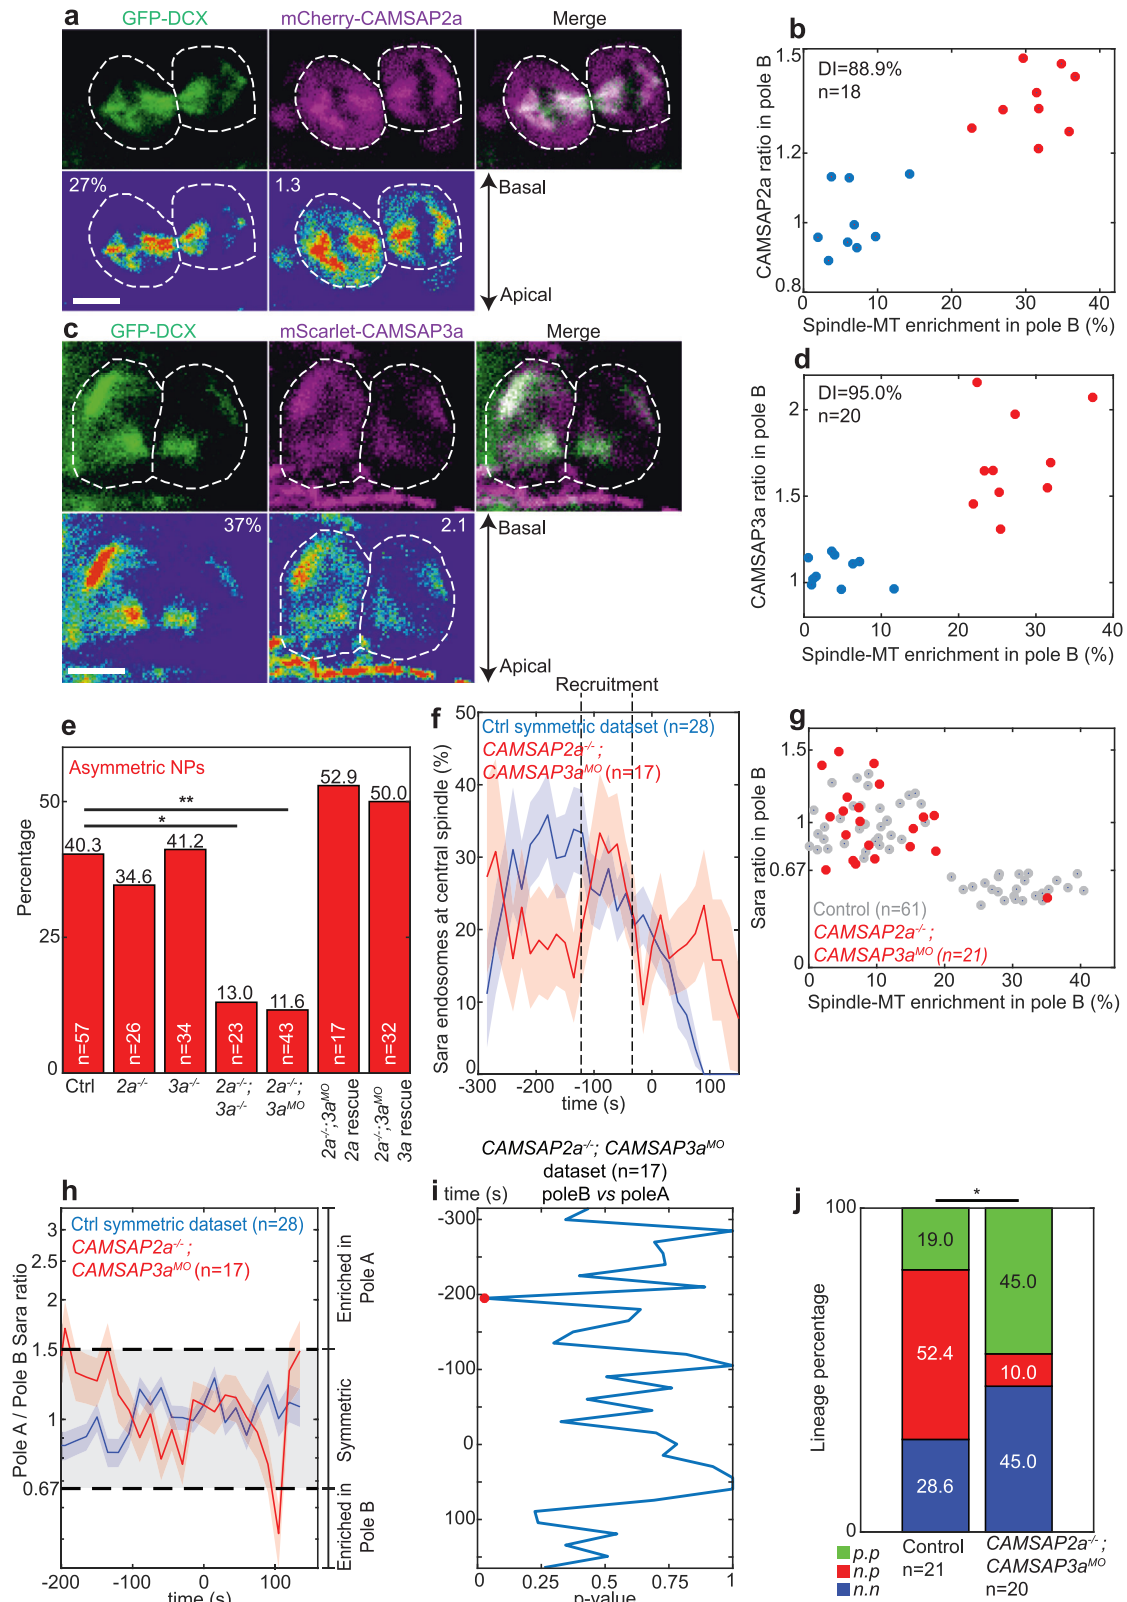 a
GFP-DCX
mCherry-CAMSAP2a
Merge
27%
1.3
Basal
Apical
b
CAMSAP2a ratio in pole B
1.5
1.2
1
0.8
DI=88.9%
n=18
0
10
20
30
40
Spindle-MT enrichment in pole B (%)
c
GFP-DCX
mScarlet-CAMSAP3a
Merge
37%
2.1
Basal
Apical
d
CAMSAP3a ratio in pole B
2
1.5
1
DI=95.0%
n=20
0
10
20
30
40
Spindle-MT enrichment in pole B (%)
e
Asymmetric NPs
Percentage
50
25
0
**
*
40.3
34.6
41.2
13.0
11.6
52.9
50.0
n=57
n=26
n=34
n=23
n=43
n=17
n=32
Ctrl
2a-/-
3a-/-
2a-/-;
3a-/-
2a-/-;
3aMO
2a-/-;3aMO
2a rescue
2a-/-;3aMO
3a rescue
f
Recruitment
Sara endosomes at central spindle (%)
50
40
30
20
10
0
Ctrl symmetric dataset (n=28)
CAMSAP2a-/-;
CAMSAP3aMO (n=17)
-300
-200
-100
0
100
time (s)
g
Sara ratio in pole B
1.5
1
0.67
0
Control (n=61)
CAMSAP2a-/-;
CAMSAP3aMO (n=21)
0
10
20
30
40
Spindle-MT enrichment in pole B (%)
h
Pole A / Pole B Sara ratio
3
2.5
2
1.5
1
0.67
Ctrl symmetric dataset (n=28)
CAMSAP2a-/-;
CAMSAP3aMO (n=17)
Enriched in
Pole A
Symmetric
Enriched in
Pole B
-200
-100
0
100
time (s)
i
CAMSAP2a-/-; CAMSAP3aMO
dataset (n=17)
poleB vs poleA
time (s)
-300
-200
-100
0
100
0
0.25
0.5
0.75
1
p-value
j
*
Lineage percentage
100
0
19.0
52.4
28.6
45.0
10.0
45.0
p.p
n.p
n.n
Control
n=21
CAMSAP2a-/-;
CAMSAP3aMO
n=20